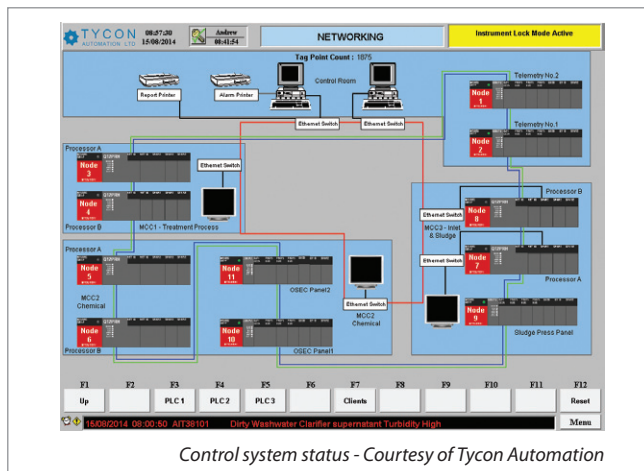 TYCON
AUTOMATION LTD
08:57:30
15/08/2014
Andrew
08:41:54
NETWORKING
Instrument Lock Mode Active
Tag Point Count : 1875
Control Room
Report Printer
Alarm Printer
Ethernet Switch
Ethernet Switch
Telemetry No.2
Node
1
Telemetry No.1
Node
2
Processor A
Node
3
Ethernet Switch
Node
4
Processor B
MCC1 - Treatment
Process
Processor B
Node
8
Ethernet Switch
MCC3 - Inlet
& Sludge
Node
7
Ethernet Switch
Processor A
Node
9
Sludge Press Panel
Processor A
Node
5
MCC2
Chemical
Node
6
Processor B
Node
11
OSEC Panel2
Node
10
OSEC Panel1
Ethernet Switch
MCC2
Chemical
F1 F2 F3 F4 F5 F6 F7 F8 F9 F10 F11 F12
Up PLC 1 PLC 2 PLC 3 Clients Reset
15/08/2014 08:00:50 AIT38101 Dirty Washwater Clarifier supernatant Turbidity High
Menu
Control system status - Courtesy of Tycon Automation